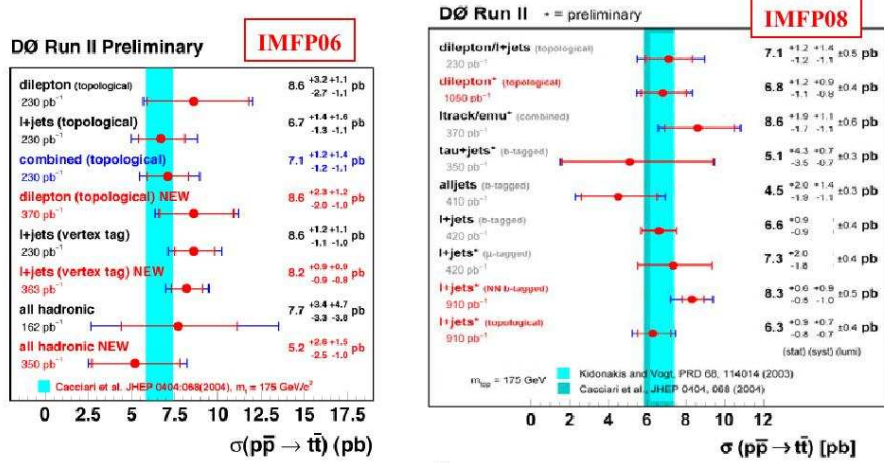 IMFP06
DØ Run II Preliminary
dilepton (topological)
230 pb⁻¹
8.6 +3.2 +1.1 -2.7 -1.1 pb
l+jets (topological)
230 pb⁻¹
6.7 +1.4 +1.6 -1.3 -1.1 pb
combined (topological)
230 pb⁻¹
7.1 +1.2 +1.4 -1.2 -1.1 pb
dilepton (topological) NEW
370 pb⁻¹
8.6 +2.3 +1.2 -2.0 -1.0 pb
l+jets (vertex tag)
230 pb⁻¹
8.6 +1.2 +1.1 -1.1 -1.0 pb
l+jets (vertex tag) NEW
363 pb⁻¹
8.2 +0.9 +0.9 -0.9 -0.8 pb
all hadronic
162 pb⁻¹
7.7 +3.4 +4.7 -3.3 -3.8 pb
all hadronic NEW
350 pb⁻¹
5.2 +2.6 +1.5 -2.5 -1.0 pb
Cacciari et al. JHEP 0404:068(2004), mₜ = 175 GeV/c²
0 2.5 5 7.5 10 12.5 15 17.5
σ(pp̄ → tt̄) (pb)
DØ Run II * = preliminary
IMFP08
dilepton/l+jets (topological)
230 pb⁻¹
7.1 +1.2 +1.4 -1.2 -1.1 ±0.5 pb
dilepton* (topological)
1050 pb⁻¹
6.8 +1.2 +0.9 -1.1 -0.8 ±0.4 pb
ltrack/emu* (combined)
370 pb⁻¹
8.6 +1.9 +1.1 -1.7 -1.1 ±0.6 pb
tau+jets* (b-tagged)
350 pb⁻¹
5.1 +4.3 +0.7 -3.5 -0.7 ±0.3 pb
alljets (b-tagged)
410 pb⁻¹
4.5 +2.0 +1.4 -1.9 -1.1 ±0.3 pb
l+jets (b-tagged)
420 pb⁻¹
6.6 +0.9 -0.9 ±0.4 pb
l+jets* (μ-tagged)
420 pb⁻¹
7.3 +2.0 -1.8 ±0.4 pb
l+jets* (NN b-tagged)
910 pb⁻¹
8.3 +0.6 +0.9 -0.5 -1.0 ±0.5 pb
l+jets* (topological)
910 pb⁻¹
6.3 +0.9 +0.7 -0.8 -0.7 ±0.4 pb
(stat) (syst) (lumi)
m = 175 GeV
Kidonakis and Vogt, PRD 68, 114014 (2003)
Cacciari et al., JHEP 0404, 068 (2004)
0 2 4 6 8 10 12
σ (pp̄ → tt̄) [pb]